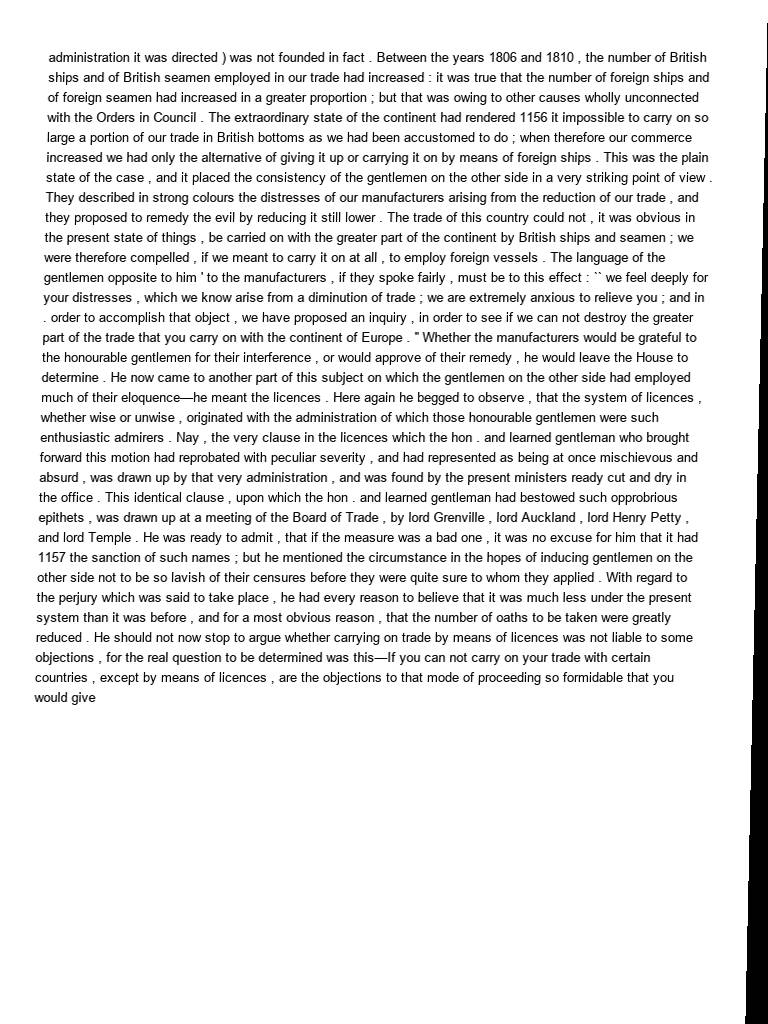 administration it was directed ) was not founded in fact . Between the years 1806 and 1810 , the number of British
ships and of British seamen employed in our trade had increased : it was true that the number of foreign ships and
of foreign seamen had increased in a greater proportion ; but that was owing to other causes wholly unconnected
with the Orders in Council . The extraordinary state of the continent had rendered 1156 it impossible to carry on so
large a portion of our trade in British bottoms as we had been accustomed to do ; when therefore our commerce
increased we had only the alternative of giving it up or carrying it on by means of foreign ships . This was the plain
state of the case , and it placed the consistency of the gentlemen on the other side in a very striking point of view .
They described in strong colours the distresses of our manufacturers arising from the reduction of our trade , and
they proposed to remedy the evil by reducing it still lower . The trade of this country could not , it was obvious in
the present state of things , be carried on with the greater part of the continent by British ships and seamen ; we
were therefore compelled , if we meant to carry it on at all , to employ foreign vessels . The language of the
gentlemen opposite to him ' to the manufacturers , if they spoke fairly , must be to this effect : `` we feel deeply for
your distresses , which we know arise from a diminution of trade ; we are extremely anxious to relieve you ; and in
. order to accomplish that object , we have proposed an inquiry , in order to see if we can not destroy the greater
part of the trade that you carry on with the continent of Europe . " Whether the manufacturers would be grateful to
the honourable gentlemen for their interference , or would approve of their remedy , he would leave the House to
determine . He now came to another part of this subject on which the gentlemen on the other side had employed
much of their eloquence—he meant the licences . Here again he begged to observe , that the system of licences ,
whether wise or unwise , originated with the administration of which those honourable gentlemen were such
enthusiastic admirers . Nay , the very clause in the licences which the hon . and learned gentleman who brought
forward this motion had reprobated with peculiar severity , and had represented as being at once mischievous and
absurd , was drawn up by that very administration , and was found by the present ministers ready cut and dry in
the office . This identical clause , upon which the hon . and learned gentleman had bestowed such opprobrious
epithets , was drawn up at a meeting of the Board of Trade , by lord Grenville , lord Auckland , lord Henry Petty ,
and lord Temple . He was ready to admit , that if the measure was a bad one , it was no excuse for him that it had
1157 the sanction of such names ; but he mentioned the circumstance in the hopes of inducing gentlemen on the
other side not to be so lavish of their censures before they were quite sure to whom they applied . With regard to
the perjury which was said to take place , he had every reason to believe that it was much less under the present
system than it was before , and for a most obvious reason , that the number of oaths to be taken were greatly
reduced . He should not now stop to argue whether carrying on trade by means of licences was not liable to some
objections , for the real question to be determined was this—If you can not carry on your trade with certain
countries , except by means of licences , are the objections to that mode of proceeding so formidable that you
would give